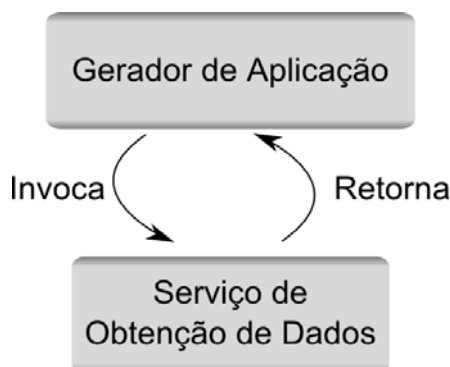 Gerador de Aplicação
Invoca
Retorna
Serviço de
Obtenção de Dados